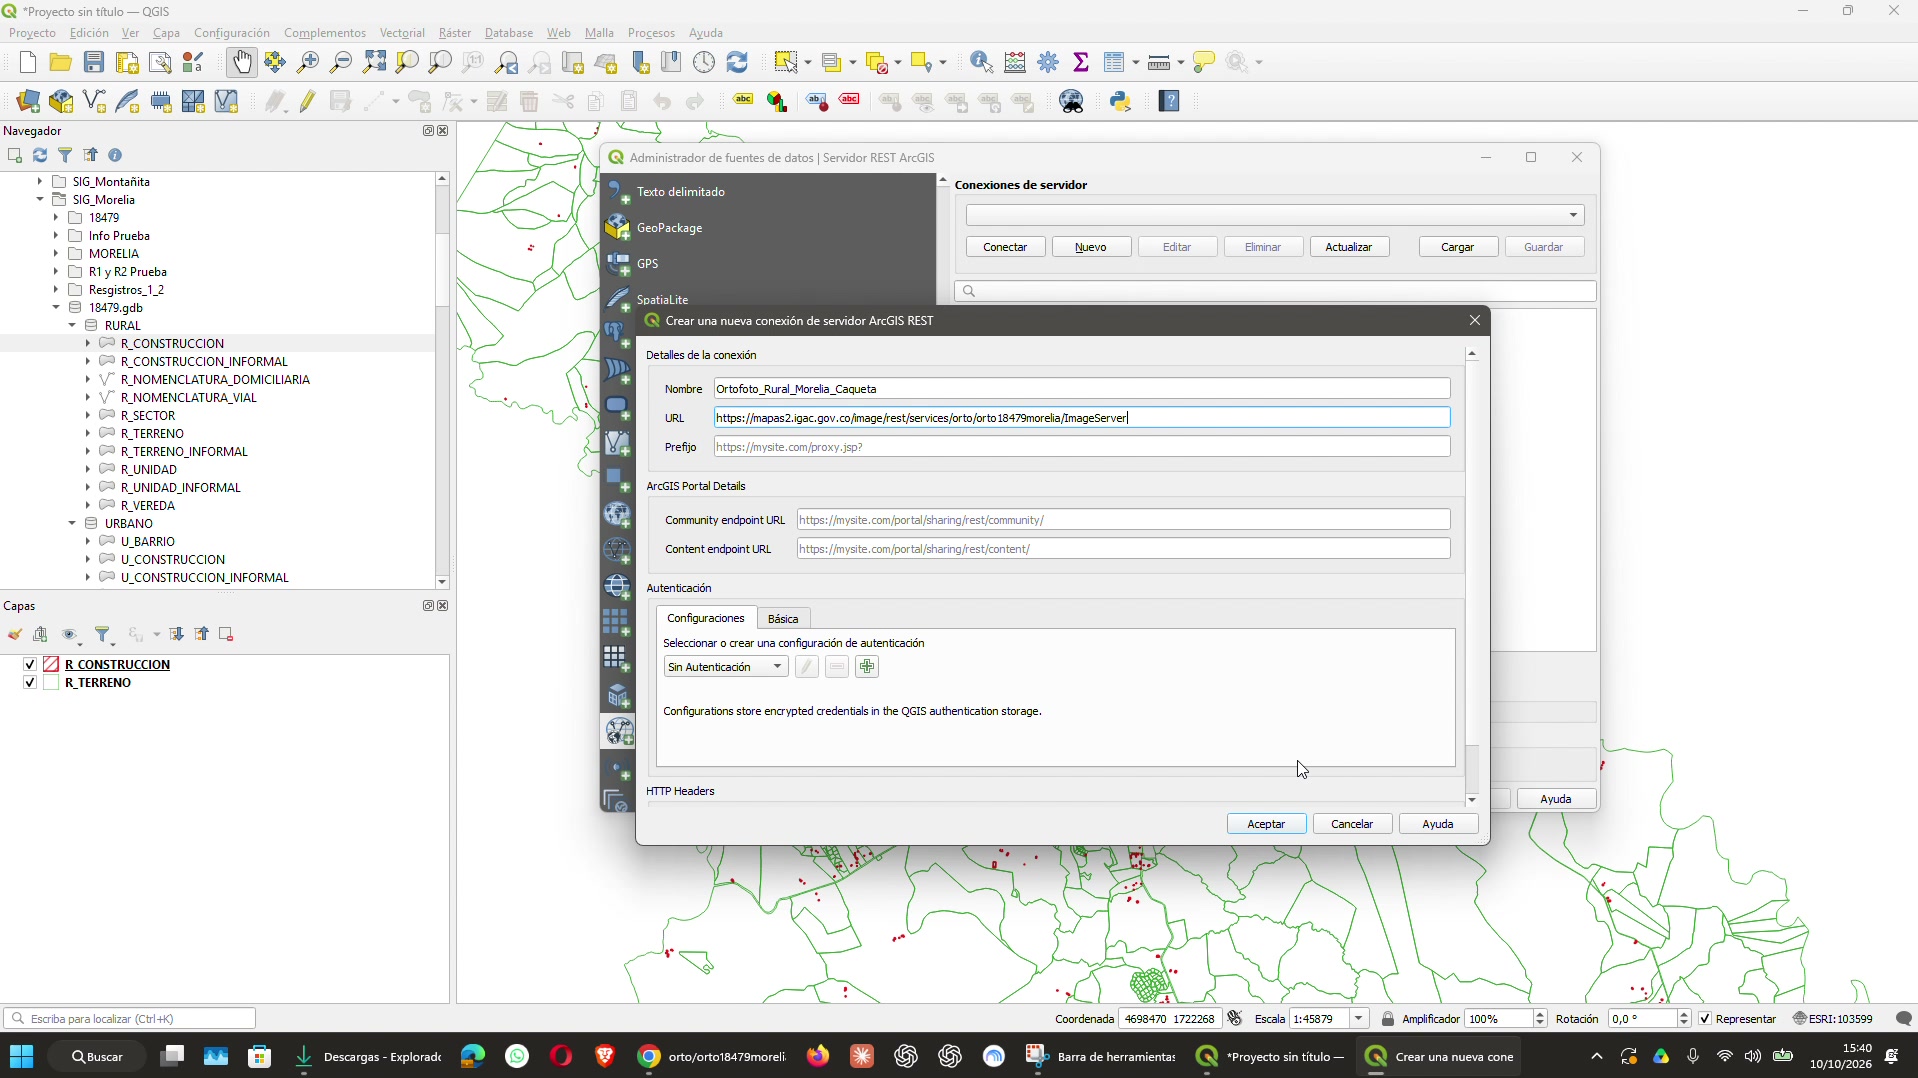 *Proyecto sin título — QGIS
Proyecto Edición Ver Capa Configuración Complementos Vectorial Ráster Database Web Malla Procesos Ayuda
Navegador
SIG_Montañita
SIG_Morelia
18479
Info Prueba
MORELIA
R1 y R2 Prueba
Resgistros_1_2
18479.gdb
RURAL
R_CONSTRUCCION
R_CONSTRUCCION_INFORMAL
R_NOMENCLATURA_DOMICILIARIA
R_NOMENCLATURA_VIAL
R_SECTOR
R_TERRENO
R_TERRENO_INFORMAL
R_UNIDAD
R_UNIDAD_INFORMAL
R_VEREDA
URBANO
U_BARRIO
U_CONSTRUCCION
U_CONSTRUCCION_INFORMAL
Capas
R_CONSTRUCCION
R_TERRENO
Administrador de fuentes de datos | Servidor REST ArcGIS
Texto delimitado
GeoPackage
GPS
SpatiaLite
Conexiones de servidor
Conectar Nuevo Editar Eliminar Actualizar Cargar Guardar
Ayuda
Crear una nueva conexión de servidor ArcGIS REST
Detalles de la conexión
Nombre Ortofoto_Rural_Morelia_Caqueta
URL https://mapas2.igac.gov.co/image/rest/services/orto/orto18479morelia/ImageServer
Prefijo https://mysite.com/proxy.jsp?
ArcGIS Portal Details
Community endpoint URL https://mysite.com/portal/sharing/rest/community/
Content endpoint URL https://mysite.com/portal/sharing/rest/content/
Autenticación
Configuraciones Básica
Seleccionar o crear una configuración de autenticación
Sin Autenticación
Configurations store encrypted credentials in the QGIS authentication storage.
HTTP Headers
Aceptar Cancelar Ayuda
Escriba para localizar (Ctrl+K)
Coordenada 4698470 1722268 Escala 1:45879 Amplificador 100% Rotación 0,0 ° Representar ESRI:103599
Buscar
Descargas - Explorado
orto/orto18479moreli
Barra de herramientas
*Proyecto sin título —
Crear una nueva cone
15:40
10/10/2026